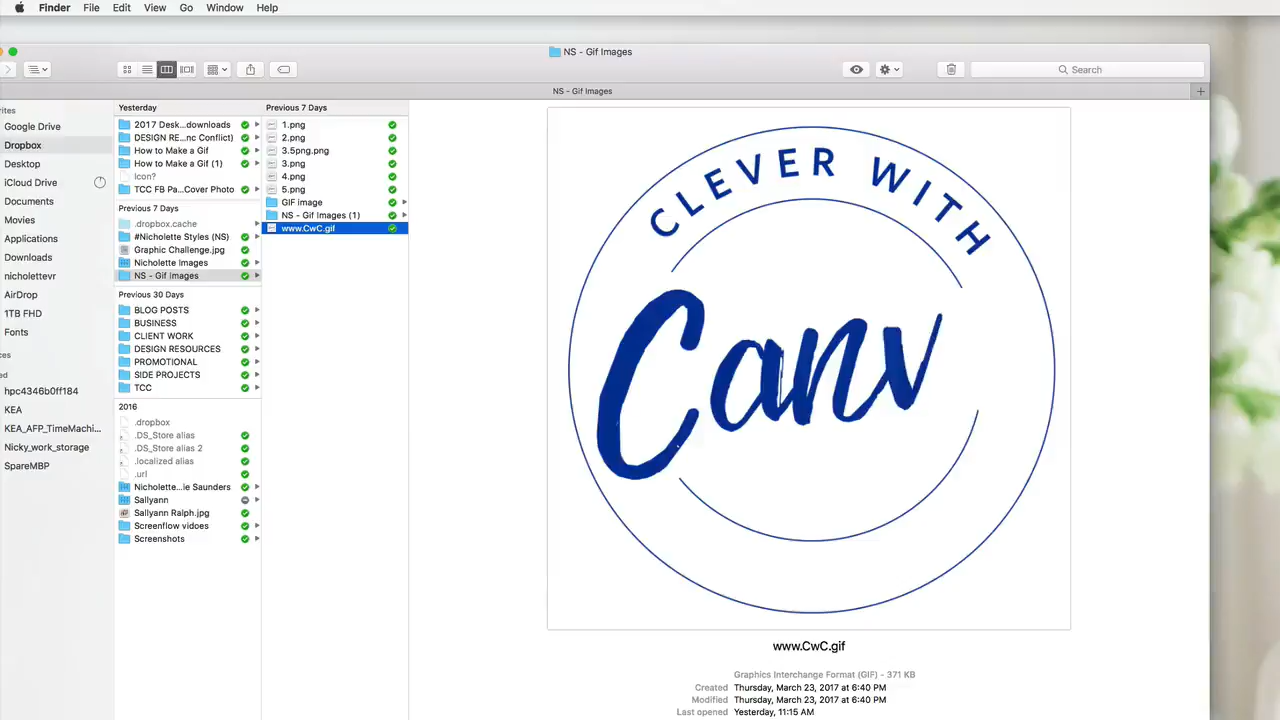 Finder File Edit View Go Window Help
NS - Gif Images
Search
NS - Gif Images
rites
Google Drive
Dropbox
Desktop
iCloud Drive
Documents
Movies
Applications
Downloads
nicholettevr
AirDrop
1TB FHD
Fonts
ces
d
hpc4346b0ff184
KEA
KEA_AFP_TimeMachi...
Nicky_work_storage
SpareMBP
Yesterday
2017 Desk...downloads
DESIGN RE...nc Conflict)
How to Make a Gif
How to Make a Gif (1)
Icon?
TCC FB Pa...Cover Photo
Previous 7 Days
.dropbox.cache
#Nicholette Styles (NS)
Graphic Challenge.jpg
Nicholette Images
NS - Gif Images
Previous 30 Days
BLOG POSTS
BUSINESS
CLIENT WORK
DESIGN RESOURCES
PROMOTIONAL
SIDE PROJECTS
TCC
2016
.dropbox
.DS_Store alias
.DS_Store alias 2
.localized alias
.url
Nicholette...ie Saunders
Sallyann
Sallyann Ralph.jpg
Screenflow vidoes
Screenshots
Previous 7 Days
1.png
2.png
3.5png.png
3.png
4.png
5.png
GIF image
NS - Gif Images (1)
www.CwC.gif
CLEVER WITH
Canv
www.CwC.gif
Graphics Interchange Format (GIF) - 371 KB
Created Thursday, March 23, 2017 at 6:40 PM
Modified Thursday, March 23, 2017 at 6:40 PM
Last opened Yesterday, 11:15 AM